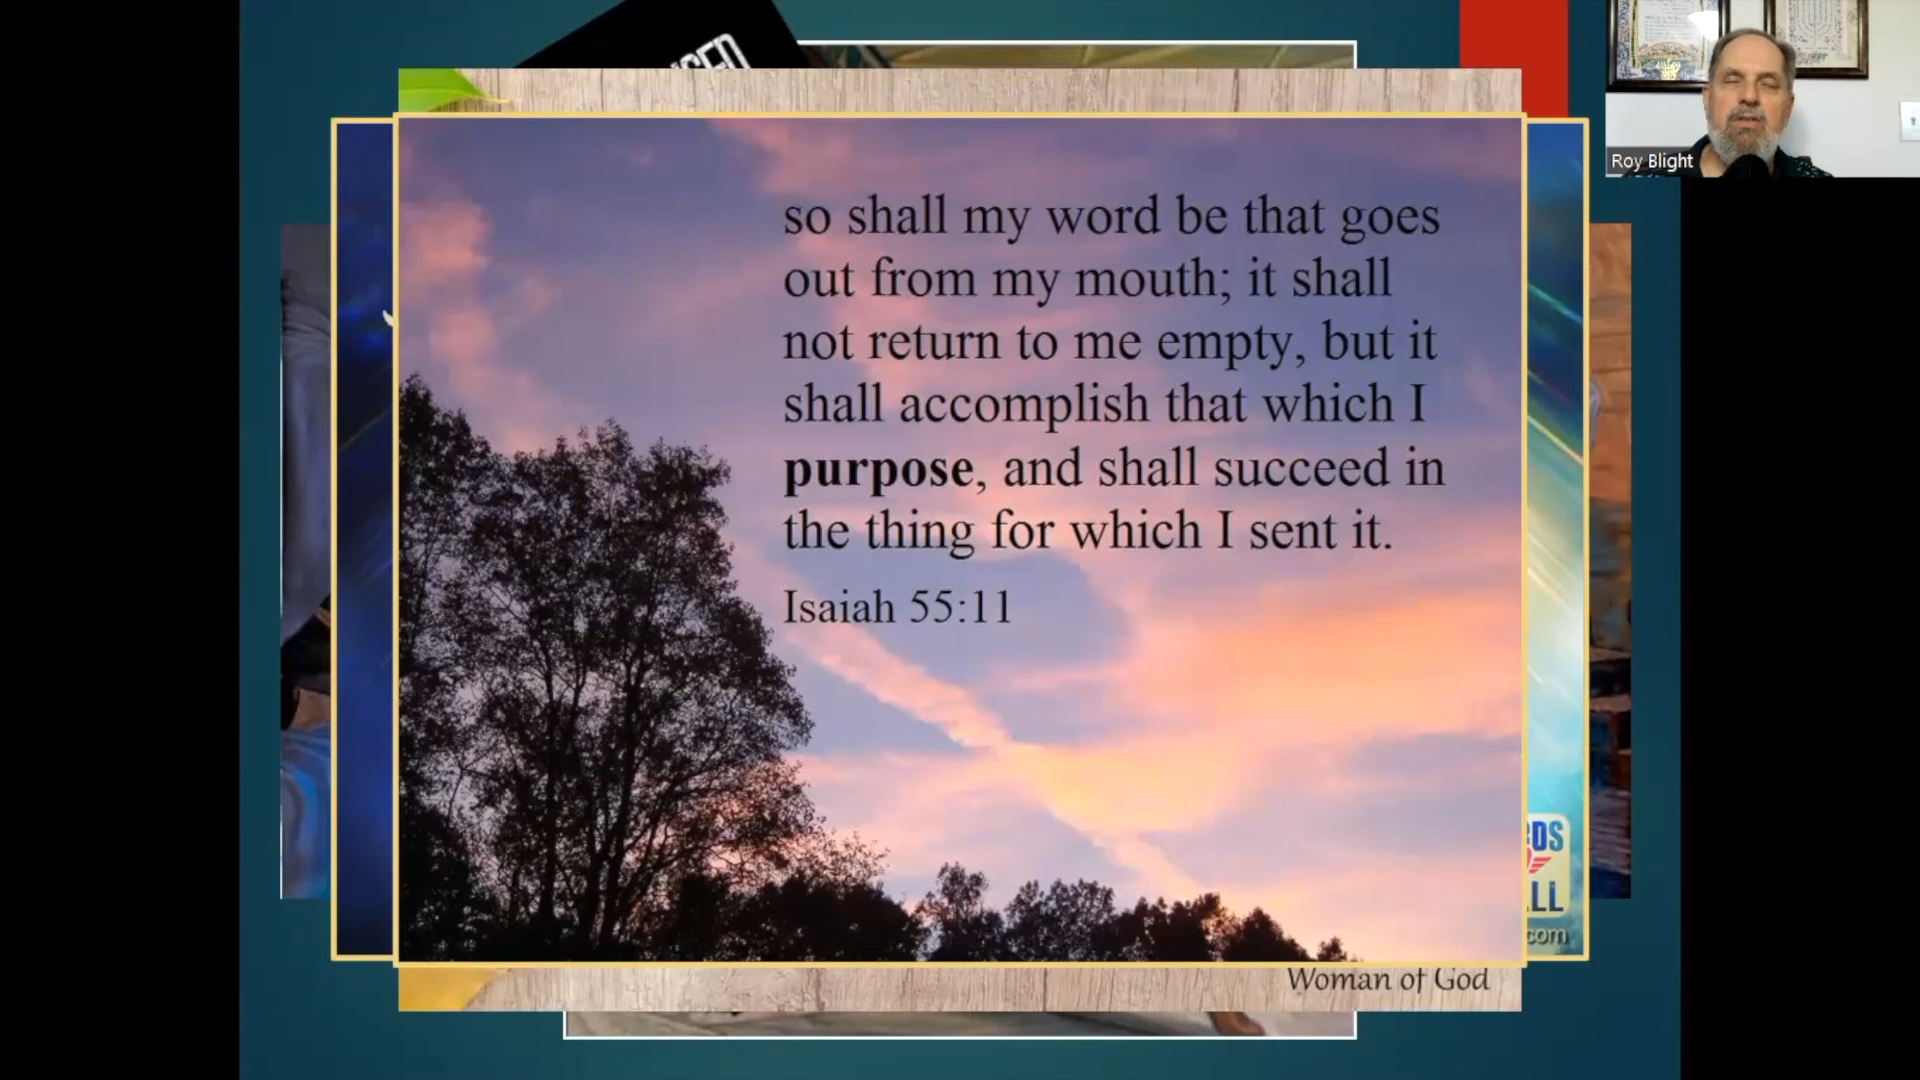 Roy Blight
so shall my word be that goes
out from my mouth; it shall
not return to me empty, but it
shall accomplish that which I
purpose, and shall succeed in
the thing for which I sent it.
Isaiah 55:11
LL
com
Woman of God